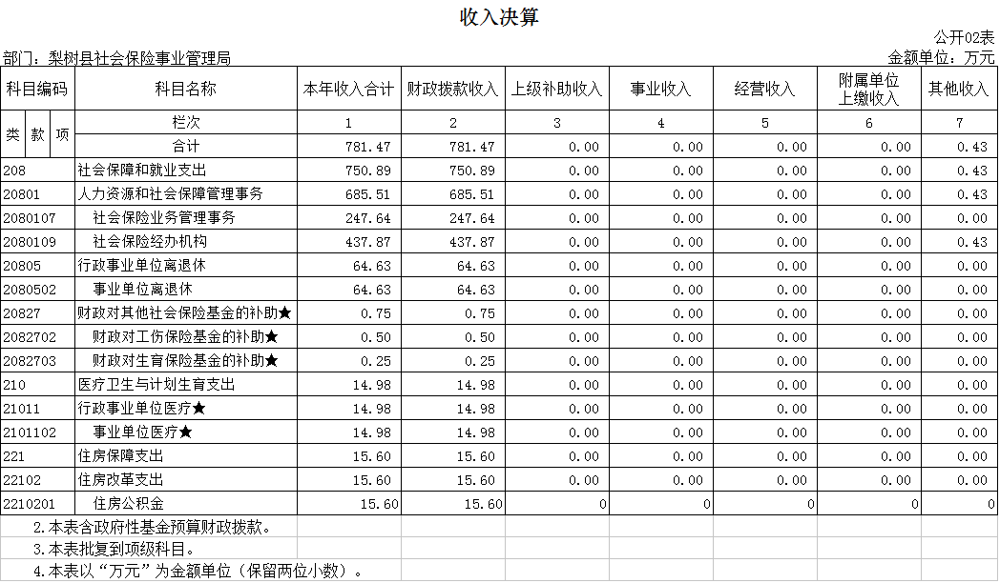 收入决算
公开02表
部门：梨树县社会保险事业管理局 金额单位：万元
科目编码 科目名称 本年收入合计 财政拨款收入 上级补助收入 事业收入 经营收入 附属单位上缴收入 其他收入
类 款 项 栏次 1 2 3 4 5 6 7
合计 781.47 781.47 0.00 0.00 0.00 0.00 0.43
208 社会保障和就业支出 750.89 750.89 0.00 0.00 0.00 0.00 0.43
20801 人力资源和社会保障管理事务 685.51 685.51 0.00 0.00 0.00 0.00 0.43
2080107 社会保险业务管理事务 247.64 247.64 0.00 0.00 0.00 0.00 0.00
2080109 社会保险经办机构 437.87 437.87 0.00 0.00 0.00 0.00 0.43
20805 行政事业单位离退休 64.63 64.63 0.00 0.00 0.00 0.00 0.00
2080502 事业单位离退休 64.63 64.63 0.00 0.00 0.00 0.00 0.00
20827 财政对其他社会保险基金的补助★ 0.75 0.75 0.00 0.00 0.00 0.00 0.00
2082702 财政对工伤保险基金的补助★ 0.50 0.50 0.00 0.00 0.00 0.00 0.00
2082703 财政对生育保险基金的补助★ 0.25 0.25 0.00 0.00 0.00 0.00 0.00
210 医疗卫生与计划生育支出 14.98 14.98 0.00 0.00 0.00 0.00 0.00
21011 行政事业单位医疗★ 14.98 14.98 0.00 0.00 0.00 0.00 0.00
2101102 事业单位医疗★ 14.98 14.98 0.00 0.00 0.00 0.00 0.00
221 住房保障支出 15.60 15.60 0.00 0.00 0.00 0.00 0.00
22102 住房改革支出 15.60 15.60 0.00 0.00 0.00 0.00 0.00
2210201 住房公积金 15.60 15.60 0 0 0 0 0
2.本表含政府性基金预算财政拨款。
3.本表批复到项级科目。
4.本表以“万元”为金额单位（保留两位小数）。